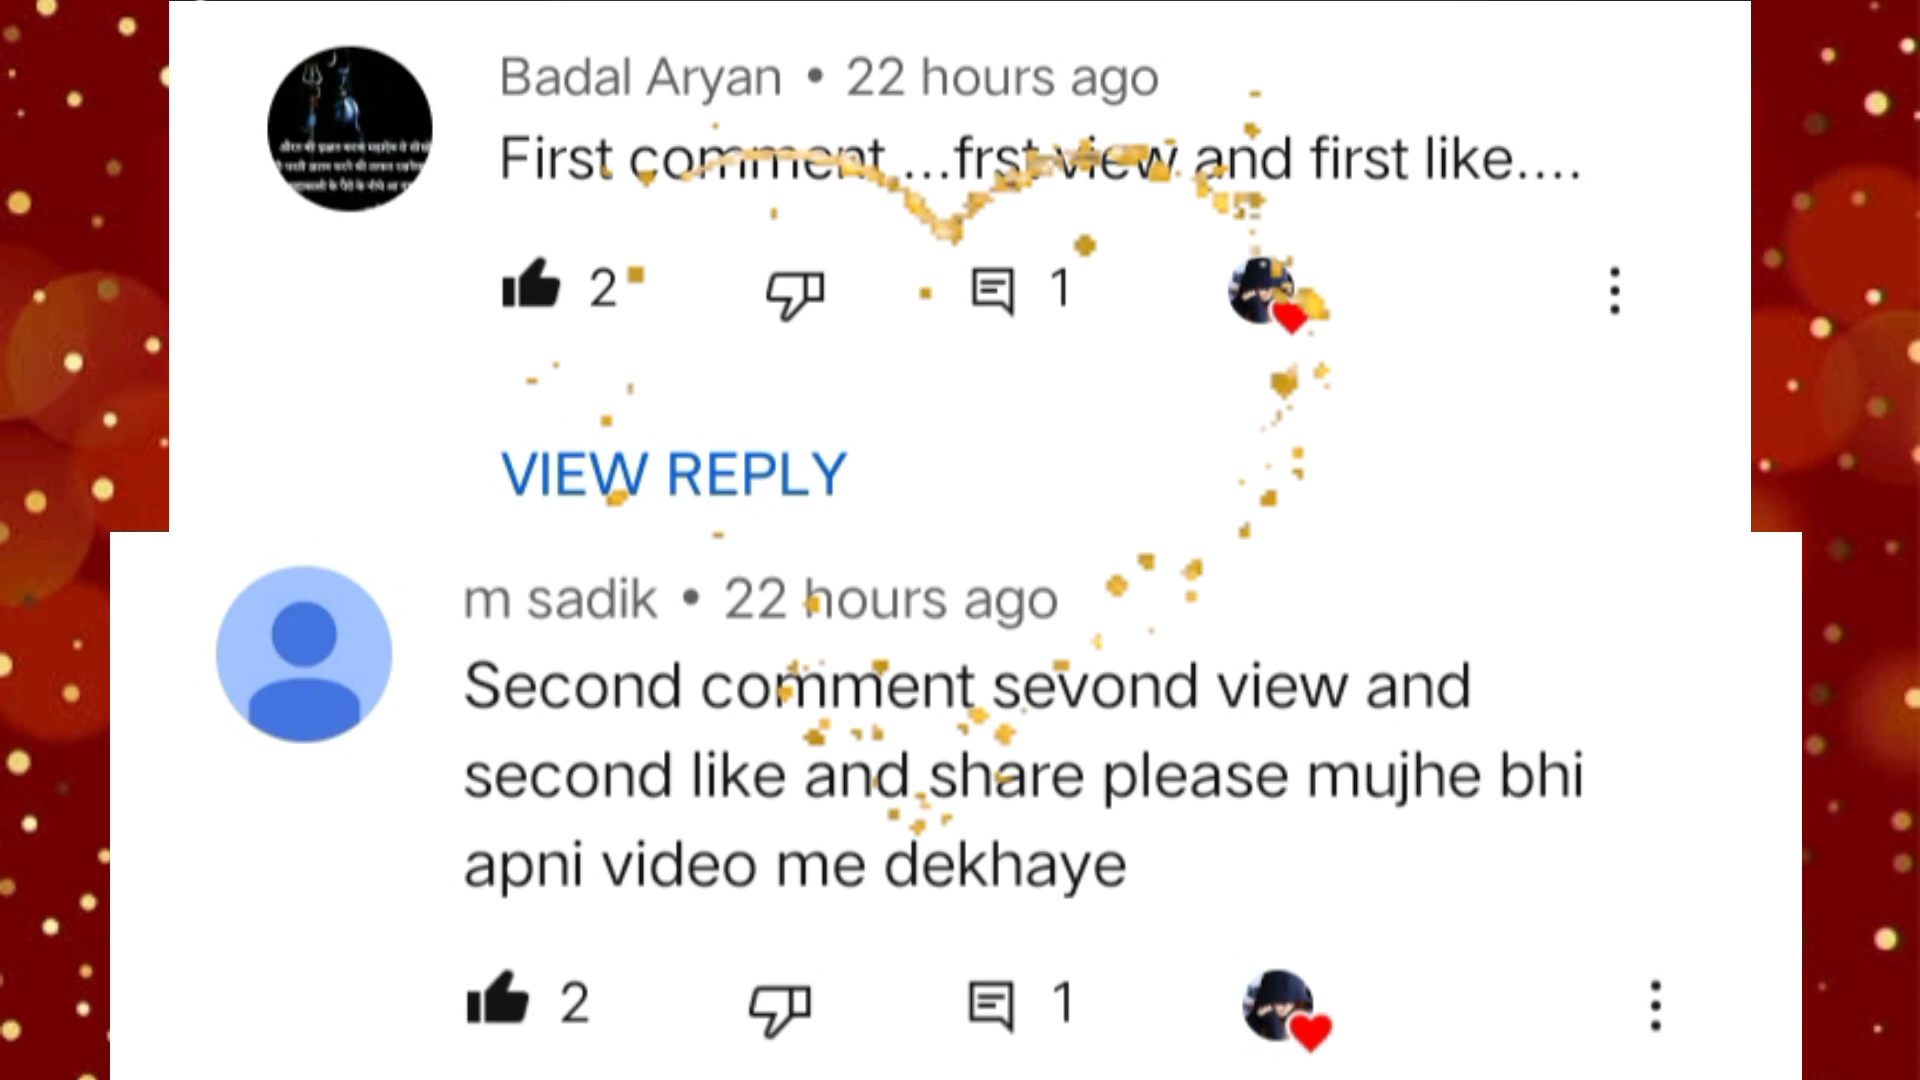 Badal Aryan • 22 hours ago
First comment....frst view and first like....
2
1
VIEW REPLY
m sadik • 22 hours ago
Second comment sevond view and
second like and share please mujhe bhi
apni video me dekhaye
2
1